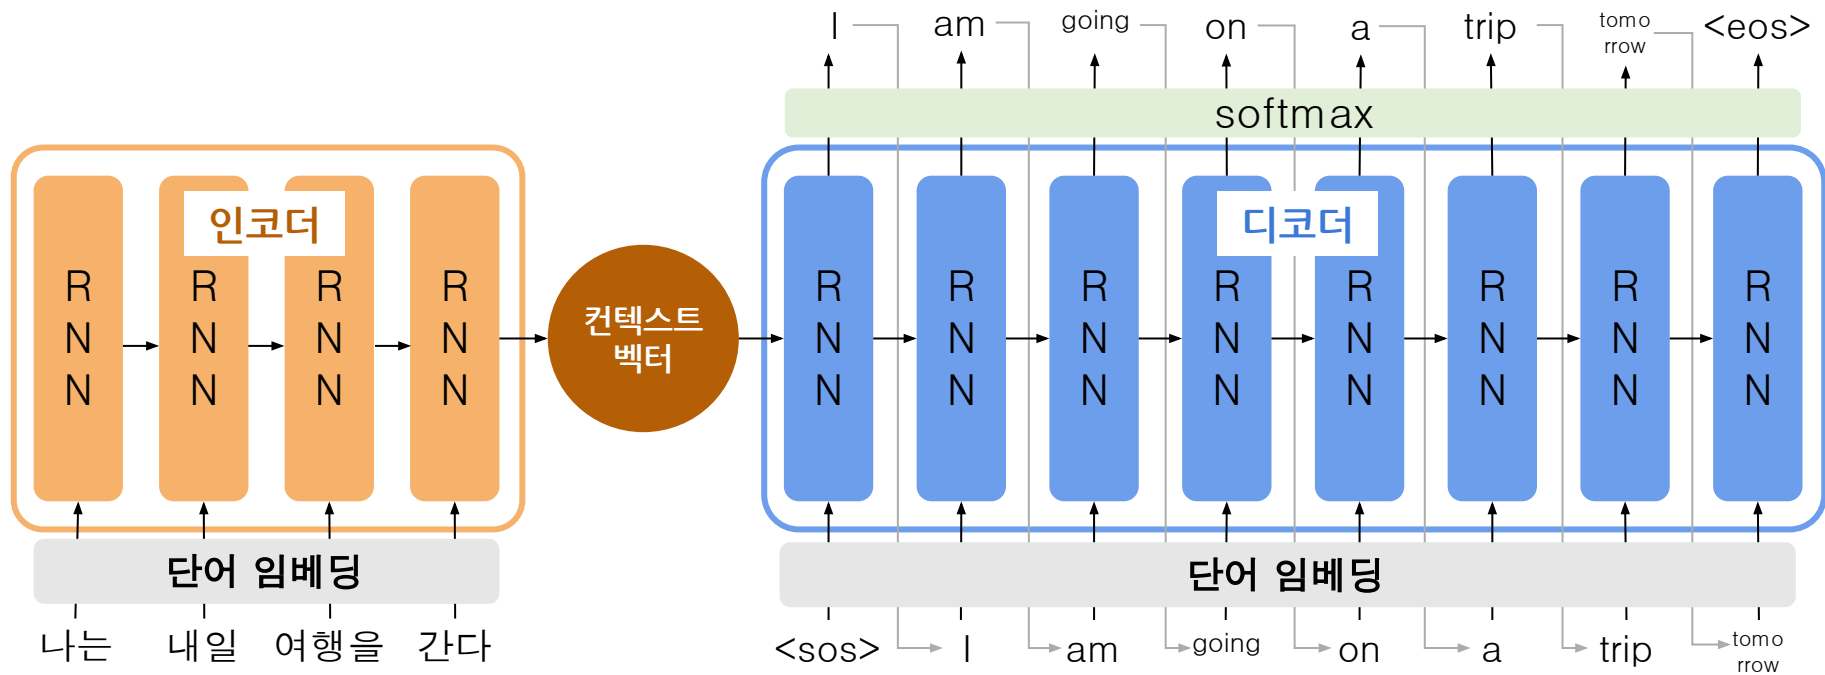 I am going on a trip tomo <eos>
rrow
softmax
인코더
디코더
R R R R R R R R R R R R
N N N N N N N N N N N N
N N N N N N N N N N N N
컨텍스트
벡터
단어 임베딩
단어 임베딩
나는 내일 여행을 간다
<sos> I am going on a trip tomo
rrow